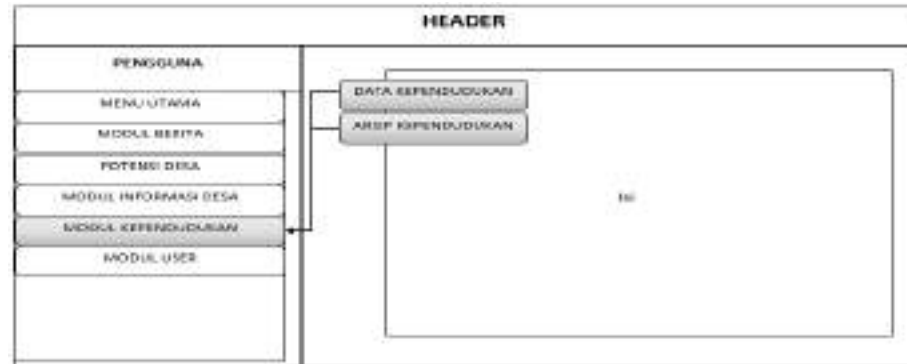 HEADER
PENGGUNA
MENU UTAMA
MODUL BERITA
POTENSI DESA
MODUL INFORMASI DESA
MODUL KEPENDUDUKAN
MODUL USER
DATA KEPENDUDUKAN
ARSIP KEPENDUDUKAN
Isi